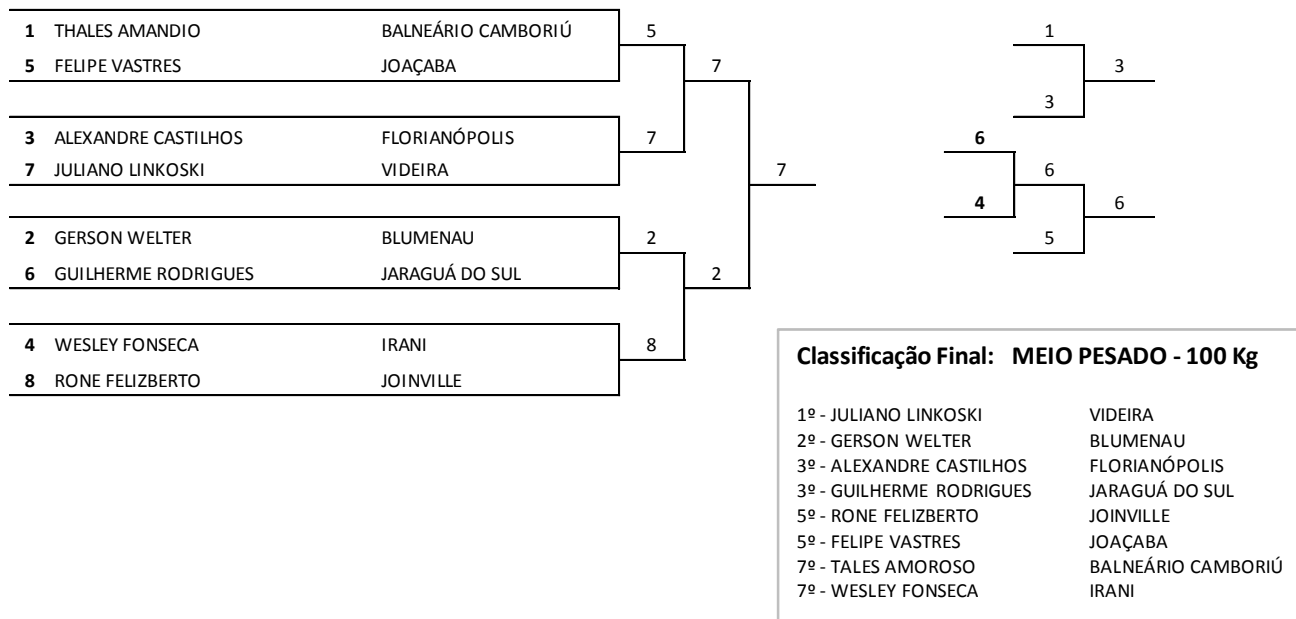 1 THALES AMANDIO BALNEÁRIO CAMBORIÚ
5
1
5 FELIPE VASTRES JOAÇABA
7
3
3
3 ALEXANDRE CASTILHOS FLORIANÓPOLIS
7
6
7 JULIANO LINKOSKI VIDEIRA
7
6
4
6
2 GERSON WELTER BLUMENAU
2
5
6 GUILHERME RODRIGUES JARAGUÁ DO SUL
2
4 WESLEY FONSECA IRANI
8
8 RONE FELIZBERTO JOINVILLE
Classificação Final: MEIO PESADO - 100 Kg
1º - JULIANO LINKOSKI VIDEIRA
2º - GERSON WELTER BLUMENAU
3º - ALEXANDRE CASTILHOS FLORIANÓPOLIS
3º - GUILHERME RODRIGUES JARAGUÁ DO SUL
5º - RONE FELIZBERTO JOINVILLE
5º - FELIPE VASTRES JOAÇABA
7º - TALES AMOROSO BALNEÁRIO CAMBORIÚ
7º - WESLEY FONSECA IRANI